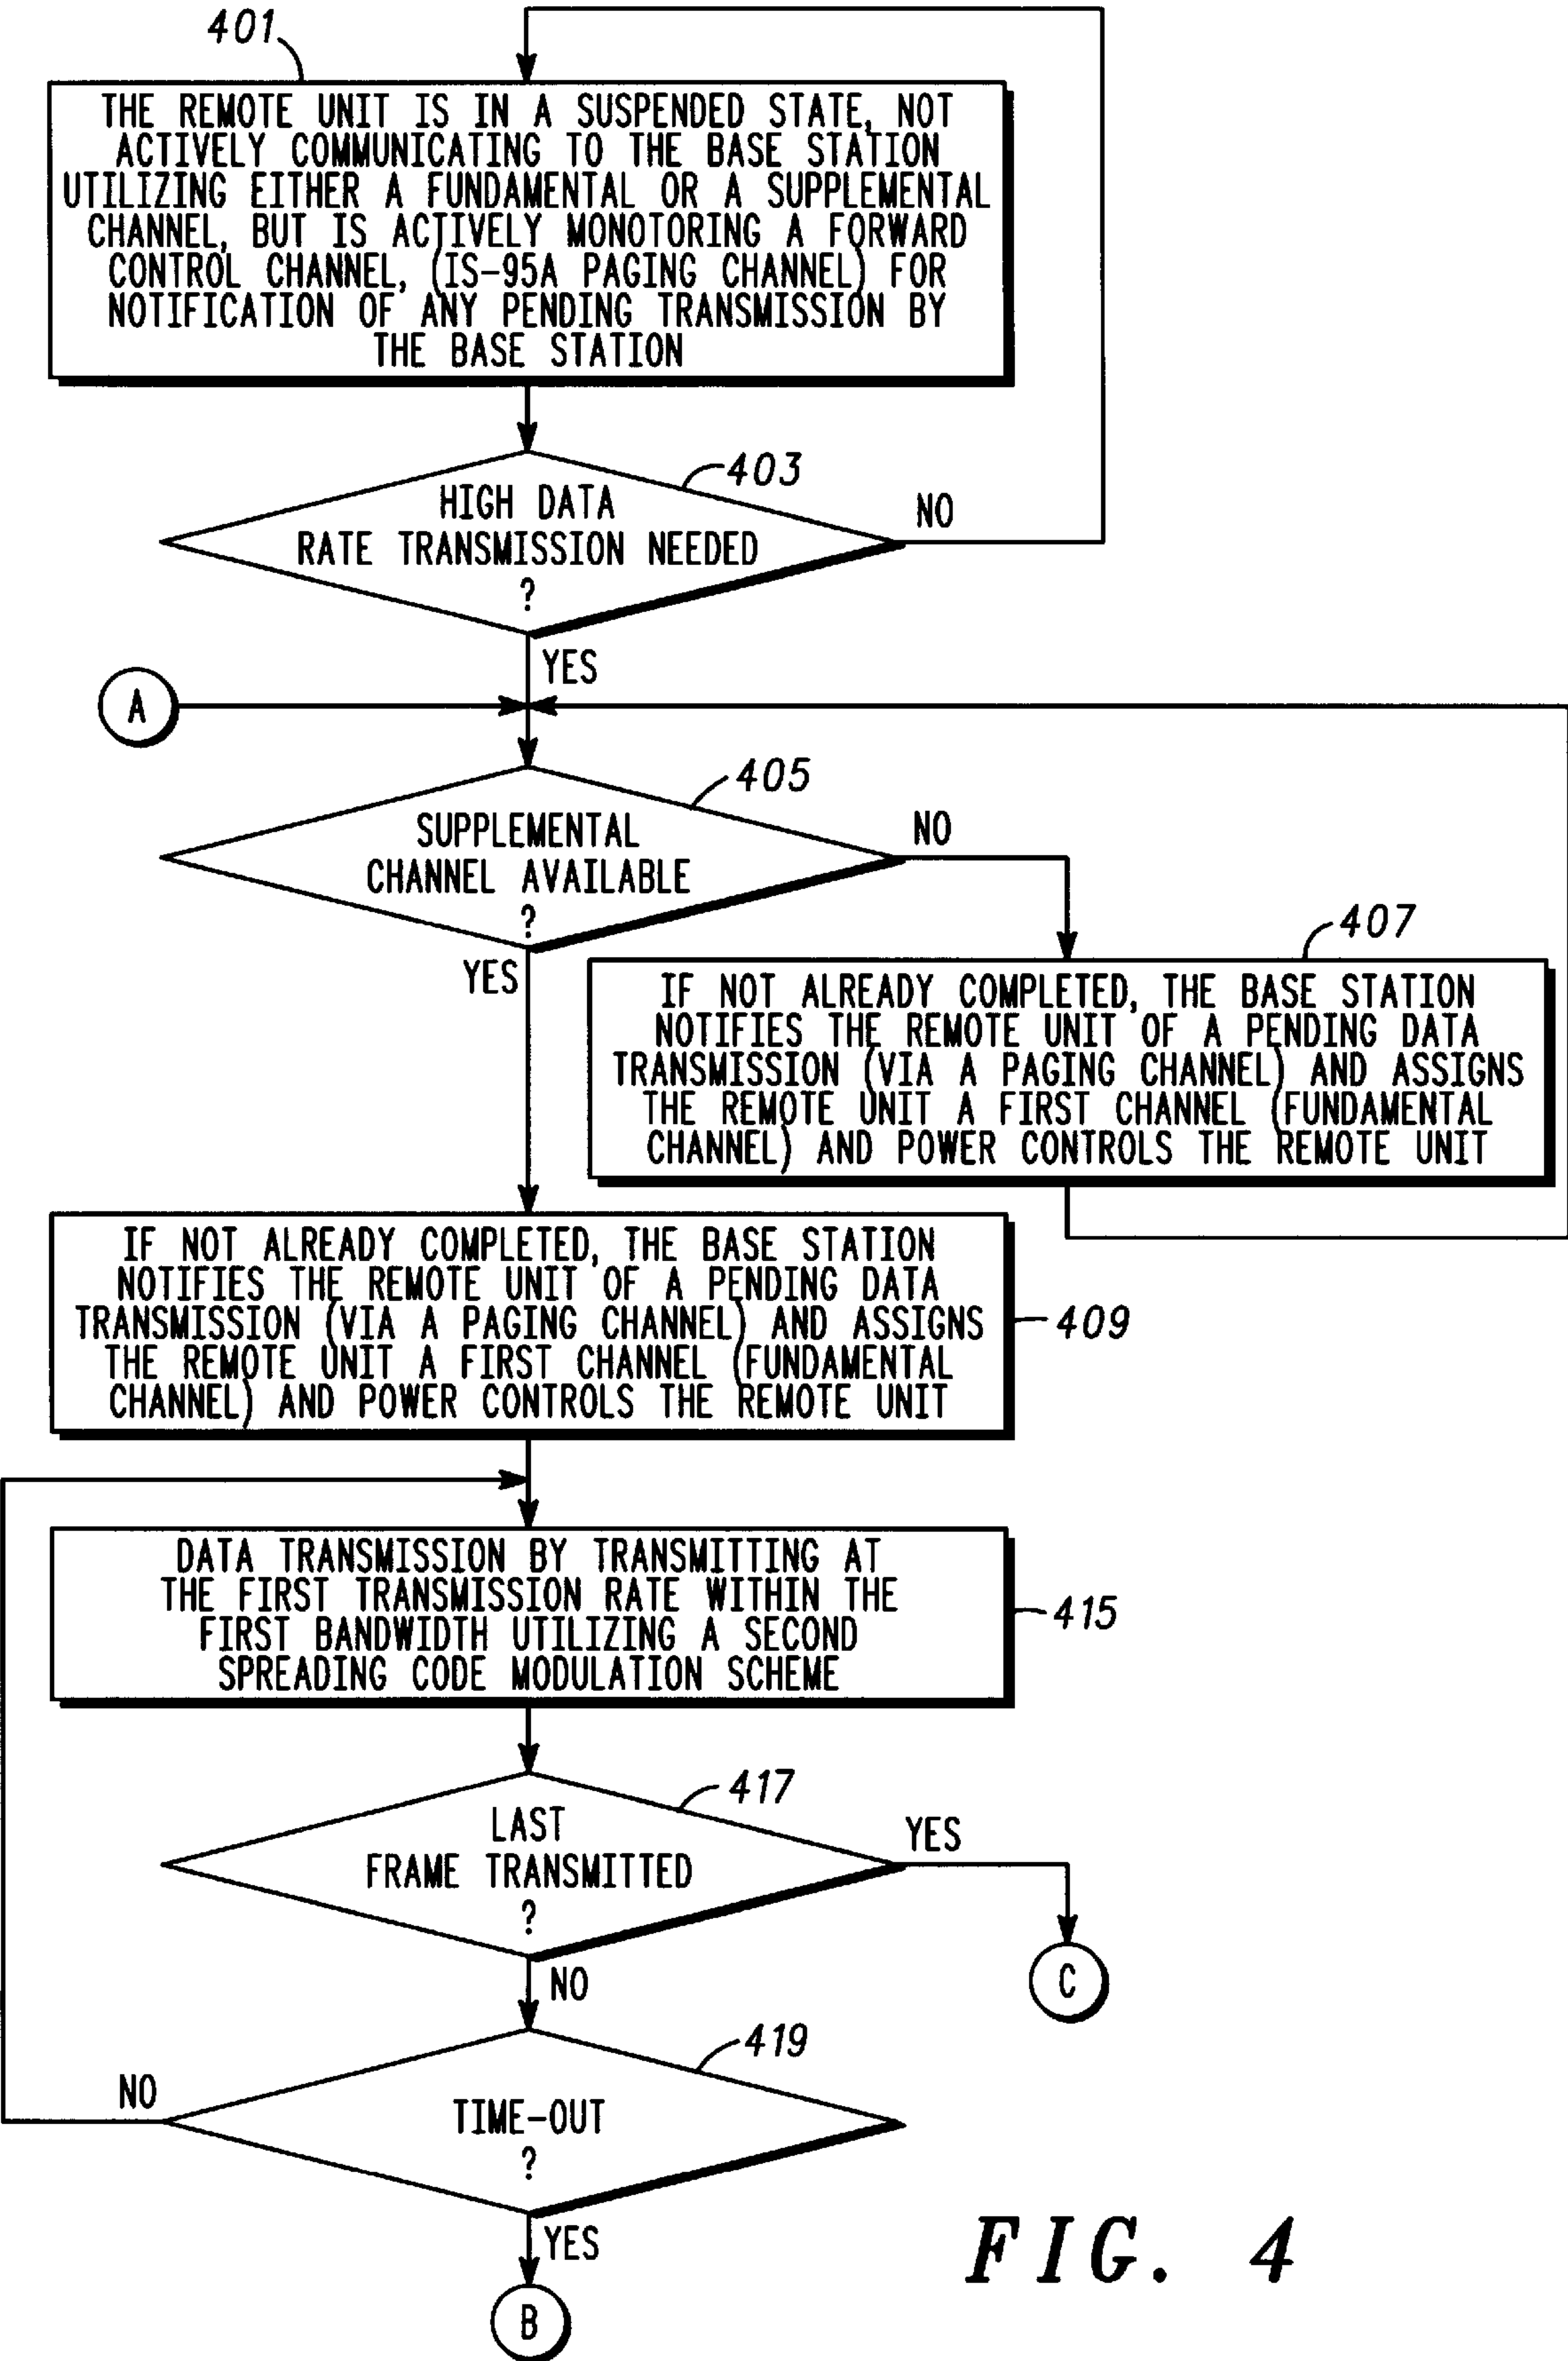 401
THE REMOTE UNIT IS IN A SUSPENDED STATE, NOT
ACTIVELY COMMUNICATING TO THE BASE STATION
UTILIZING EITHER A FUNDAMENTAL OR A SUPPLEMENTAL
CHANNEL, BUT IS ACTIVELY MONOTORING A FORWARD
CONTROL CHANNEL, (IS-95A PAGING CHANNEL) FOR
NOTIFICATION OF ANY PENDING TRANSMISSION BY
THE BASE STATION
403
HIGH DATA
RATE TRANSMISSION NEEDED
?
NO
YES
A
405
SUPPLEMENTAL
CHANNEL AVAILABLE
?
NO
YES
407
IF NOT ALREADY COMPLETED, THE BASE STATION
NOTIFIES THE REMOTE UNIT OF A PENDING DATA
TRANSMISSION (VIA A PAGING CHANNEL) AND ASSIGNS
THE REMOTE UNIT A FIRST CHANNEL (FUNDAMENTAL
CHANNEL) AND POWER CONTROLS THE REMOTE UNIT
IF NOT ALREADY COMPLETED, THE BASE STATION
NOTIFIES THE REMOTE UNIT OF A PENDING DATA
TRANSMISSION (VIA A PAGING CHANNEL) AND ASSIGNS
THE REMOTE UNIT A FIRST CHANNEL (FUNDAMENTAL
CHANNEL) AND POWER CONTROLS THE REMOTE UNIT
409
DATA TRANSMISSION BY TRANSMITTING AT
THE FIRST TRANSMISSION RATE WITHIN THE
FIRST BANDWIDTH UTILIZING A SECOND
SPREADING CODE MODULATION SCHEME
415
417
LAST
FRAME TRANSMITTED
?
YES
C
NO
419
TIME-OUT
?
NO
YES
B
FIG. 4